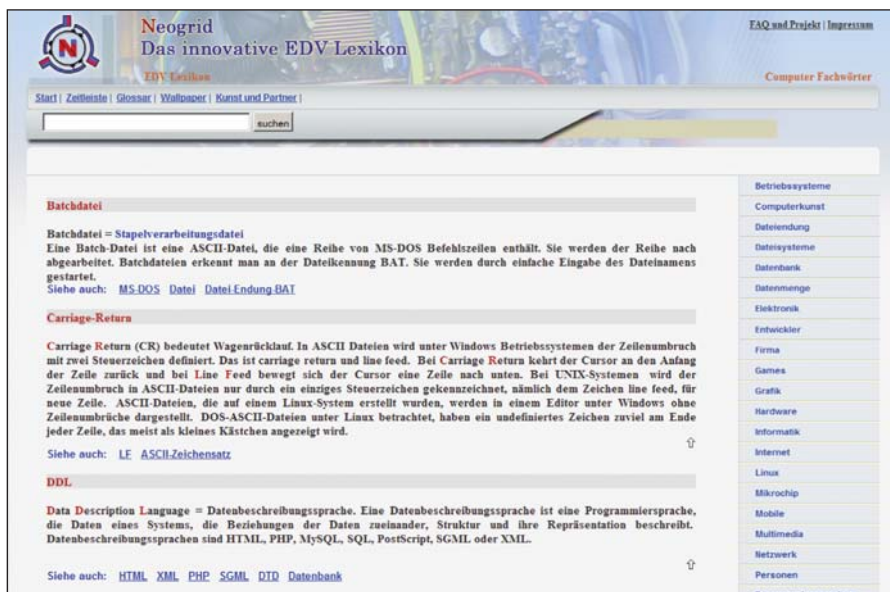 Neogrid
FAQ und Projekt | Impressum
Das innovative EDV Lexikon
EDV Lexikon
Computer Fachwörter
Start | Zeitleiste | Glossar | Wallpaper | Kunst und Partner |
suchen
Batchdatei
Batchdatei = Stapelverarbeitungsdatei
Eine Batch-Datei ist eine ASCII-Datei, die eine Reihe von MS-DOS Befehlszeilen enthält. Sie werden der Reihe nach
abgearbeitet. Batchdateien erkennt man an der Dateikennung BAT. Sie werden durch einfache Eingabe des Dateinamens
gestartet.
Siehe auch: MS-DOS Datei Datei-Endung-BAT
Carriage-Return
Carriage Return (CR) bedeutet Wagenrücklauf. In ASCII Dateien wird unter Windows Betriebssystemen der Zeilenumbruch
mit zwei Steuerzeichen definiert. Das ist carriage return und line feed. Bei Carriage Return kehrt der Cursor an den Anfang
der Zeile zurück und bei Line Feed bewegt sich der Cursor eine Zeile nach unten. Bei UNIX-Systemen wird der
Zeilenumbruch in ASCII-Dateien nur durch ein einziges Steuerzeichen gekennzeichnet, nämlich dem Zeichen line feed, für
neue Zeile. ASCII-Dateien, die auf einem Linux-System erstellt wurden, werden in einem Editor unter Windows ohne
Zeilenumbrüche dargestellt. DOS-ASCII-Dateien unter Linux betrachtet, haben ein undefiniertes Zeichen zuviel am Ende
jeder Zeile, das meist als kleines Kästchen angezeigt wird.
Siehe auch: LF ASCII-Zeichensatz
DDL
Data Description Language = Datenbeschreibungssprache. Eine Datenbeschreibungssprache ist eine Programmiersprache,
die Daten eines Systems, die Beziehungen der Daten zueinander, Struktur und ihre Repräsentation beschreibt.
Datenbeschreibungssprachen sind HTML, PHP, MySQL, SQL, PostScript, SGML oder XML.
Siehe auch: HTML XML PHP SGML DTD Datenbank
Betriebssysteme
Computerkunst
Dateiendung
Dateisysteme
Datenbank
Datenmenge
Elektronik
Entwickler
Firma
Games
Grafik
Hardware
Informatik
Internet
Linux
Mikrochip
Mobile
Multimedia
Netzwerk
Personen